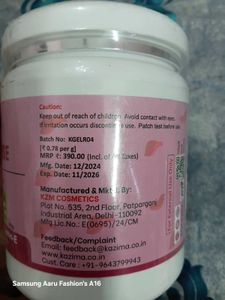 Caution:
Keep out of reach of children. Avoid contact with eyes.
If irritation occurs discontinue use. Patch test before use.
Batch No: KGELR04
[₹ 0.78 per g]
MRP ₹: 390.00 (Incl. of All Taxes)
Mfg. Date: 12/2024
Exp. Date: 11/2026
Manufactured & Mktd. By:
KZM COSMETICS
Plot No. 535, 2nd Floor, Patparganj
Industrial Area, Delhi-110092
Mfg.Lic.No.: E(0695)/24/CM
Feedback/Complaint
Email: feedback@kazima.co.in
www.kazima.co.in
Cust. Care : +91-9643799943
Samsung Aaru Fashion's A16